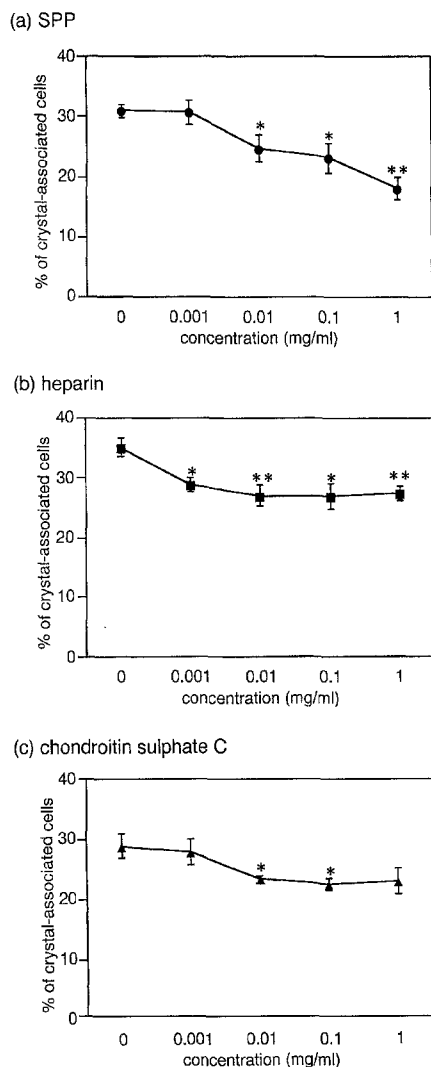 (a) SPP
40
30
20
10
0
% of crystal-associated cells
*
*
**
0 0.001 0.01 0.1 1
concentration (mg/ml)
(b) heparin
40
30
20
10
0
% of crystal-associated cells
*
**
*
**
0 0.001 0.01 0.1 1
concentration (mg/ml)
(c) chondroitin sulphate C
40
30
20
10
0
% of crystal-associated cells
*
*
0 0.001 0.01 0.1 1
concentration (mg/ml)